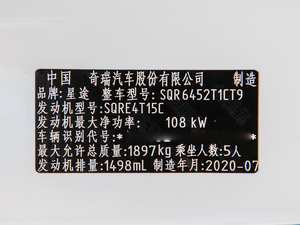 中国 奇瑞汽车股份有限公司 制造
品牌:星途 整车型号:SQR6452T1CT9
发动机型号:SQRE4T15C
发动机最大净功率: 108 kW
车辆识别代号:* *
最大允许总质量:1897kg 乘坐人数:5人
发动机排量:1498mL 制造年月:2020-07